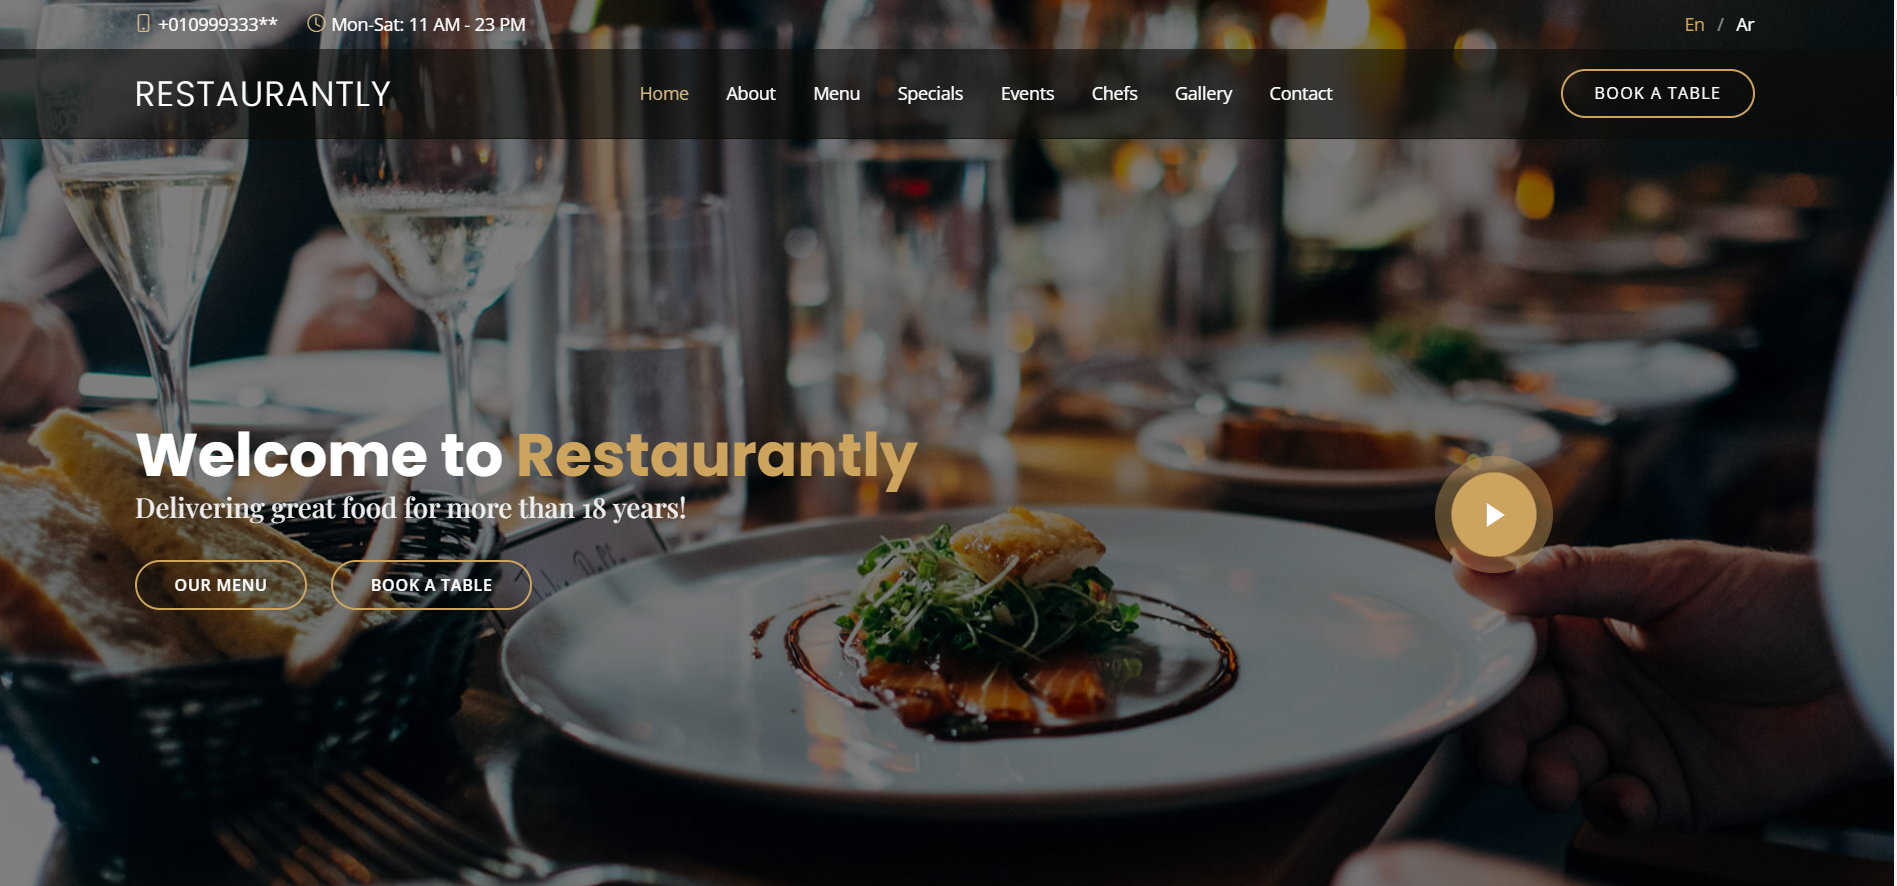 +010999333** Mon-Sat: 11 AM - 23 PM En / Ar
RESTAURANTLY Home About Menu Specials Events Chefs Gallery Contact BOOK A TABLE
Welcome to Restaurantly
Delivering great food for more than 18 years!
OUR MENU BOOK A TABLE